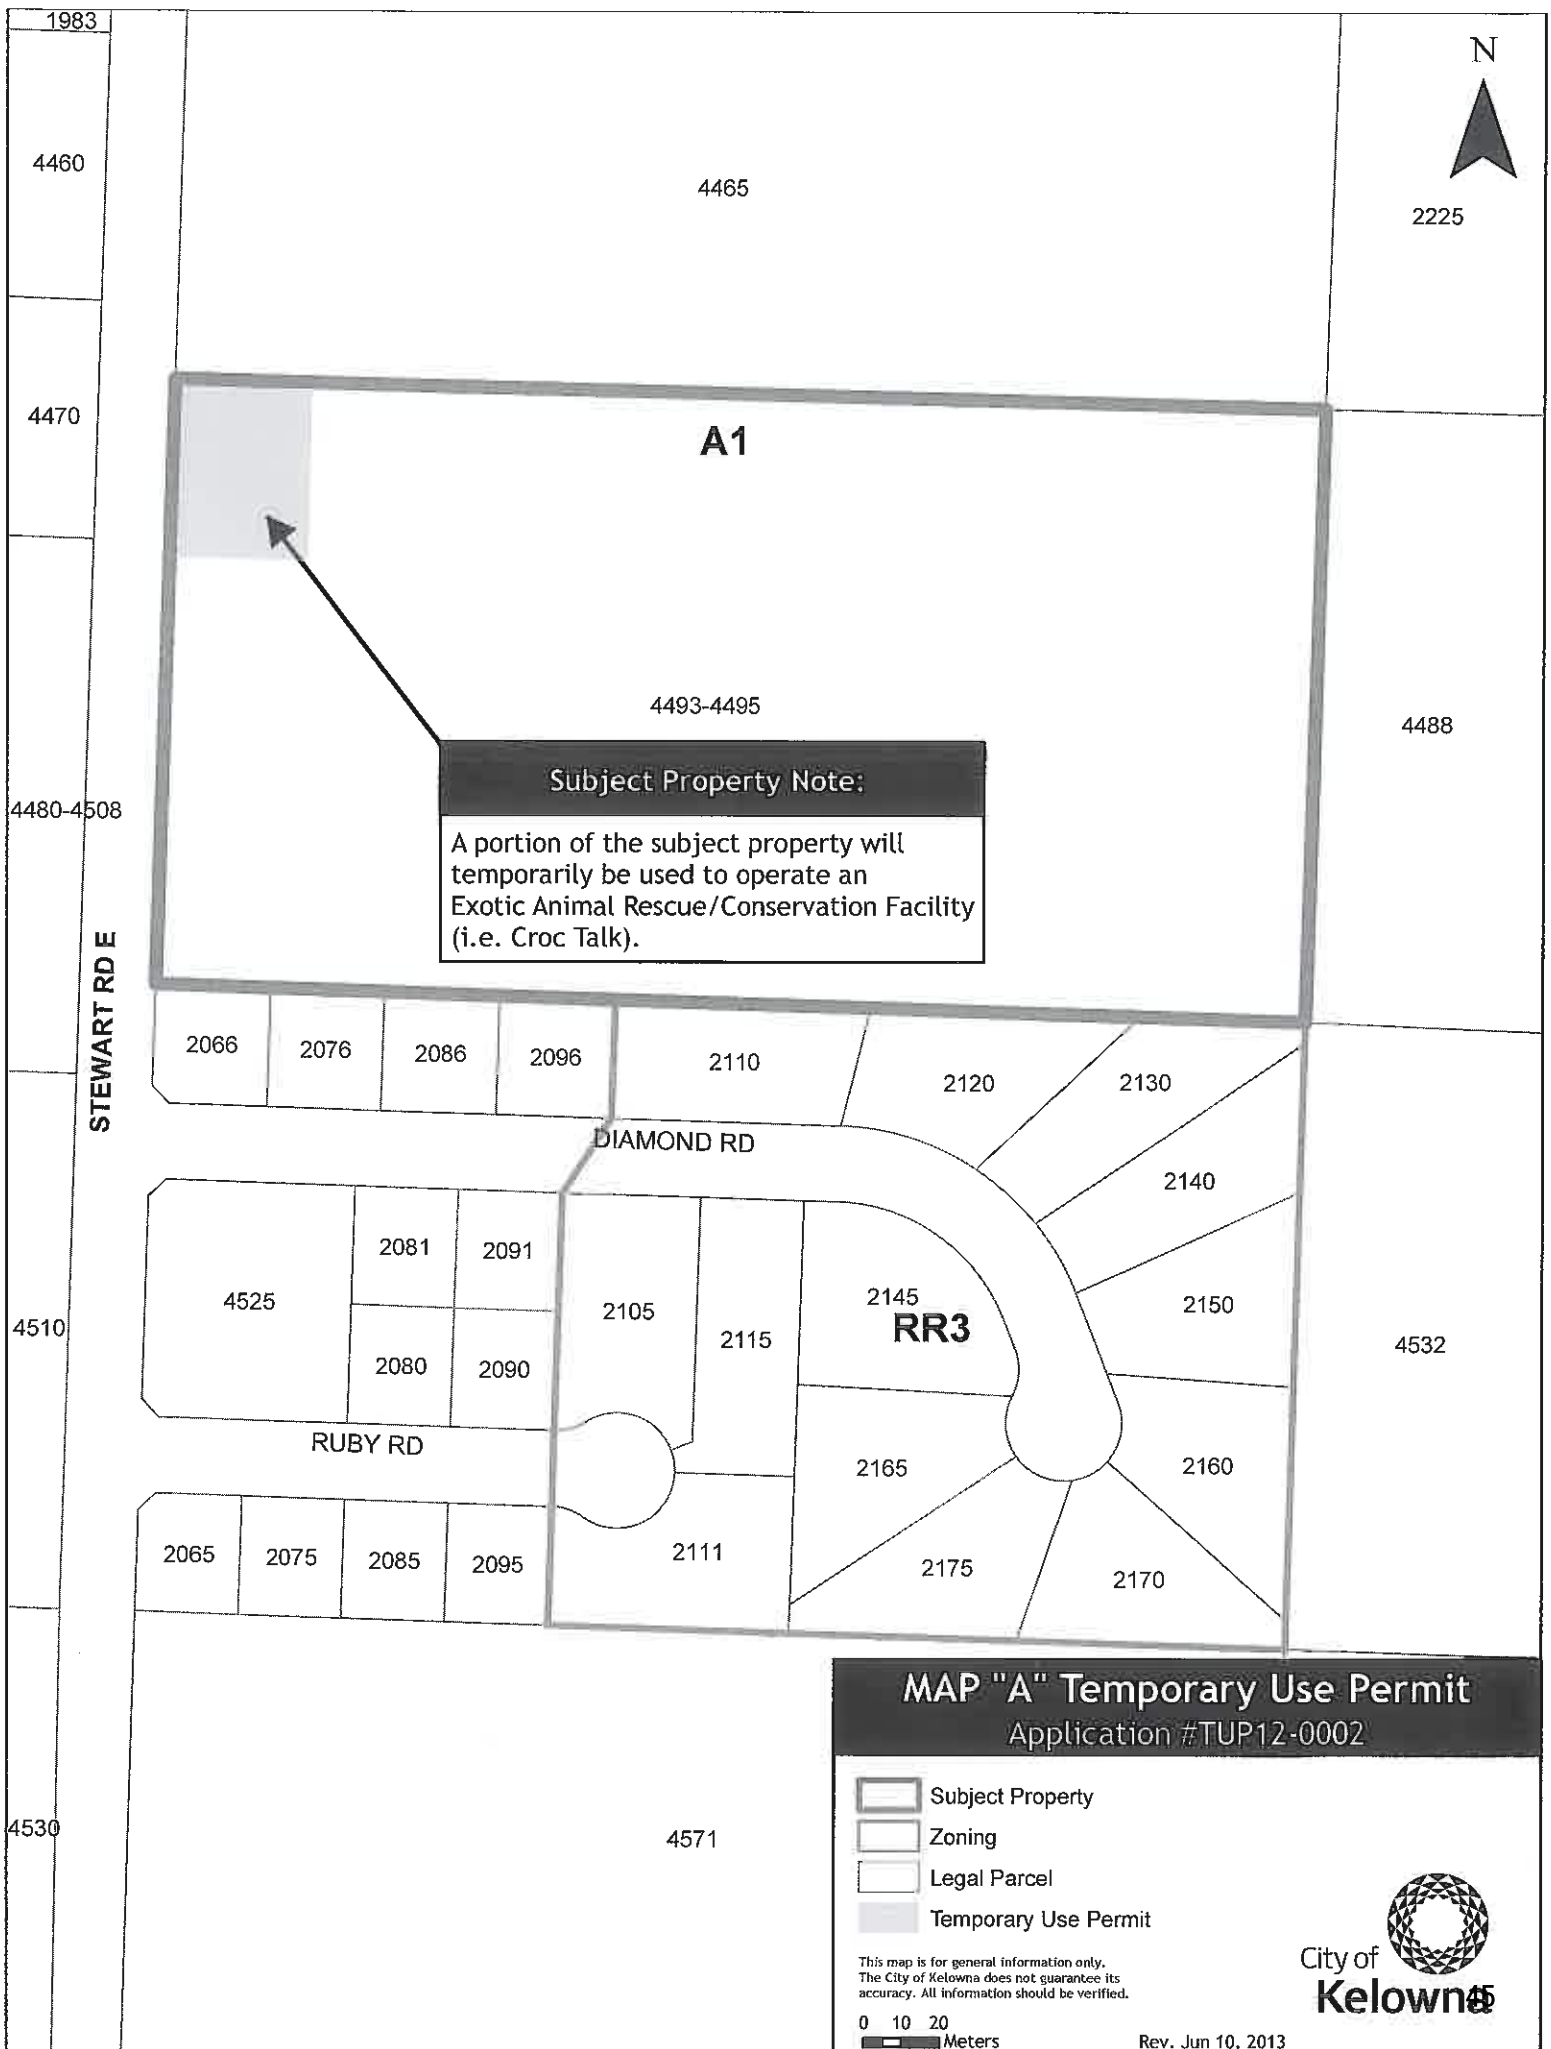 1983
N
4460
4465
2225
4470
A1
4493-4495
4488
Subject Property Note:
4480-4508
A portion of the subject property will
temporarily be used to operate an
Exotic Animal Rescue/Conservation Facility
(i.e. Croc Talk).
STEWART RD E
2066
2076
2086
2096
2110
2120
2130
DIAMOND RD
2140
2081
2091
4525
2105
2115
2145
2150
4510
RR3
4532
2080
2090
RUBY RD
2165
2160
2065
2075
2085
2095
2111
2175
2170
MAP "A" Temporary Use Permit
Application #TUP12-0002
Subject Property
4530
4571
Zoning
Legal Parcel
Temporary Use Permit
This map is for general information only.
The City of Kelowna does not guarantee its
accuracy. All information should be verified.
City of
Kelowna
45
0 10 20
Meters
Rev. Jun 10, 2013